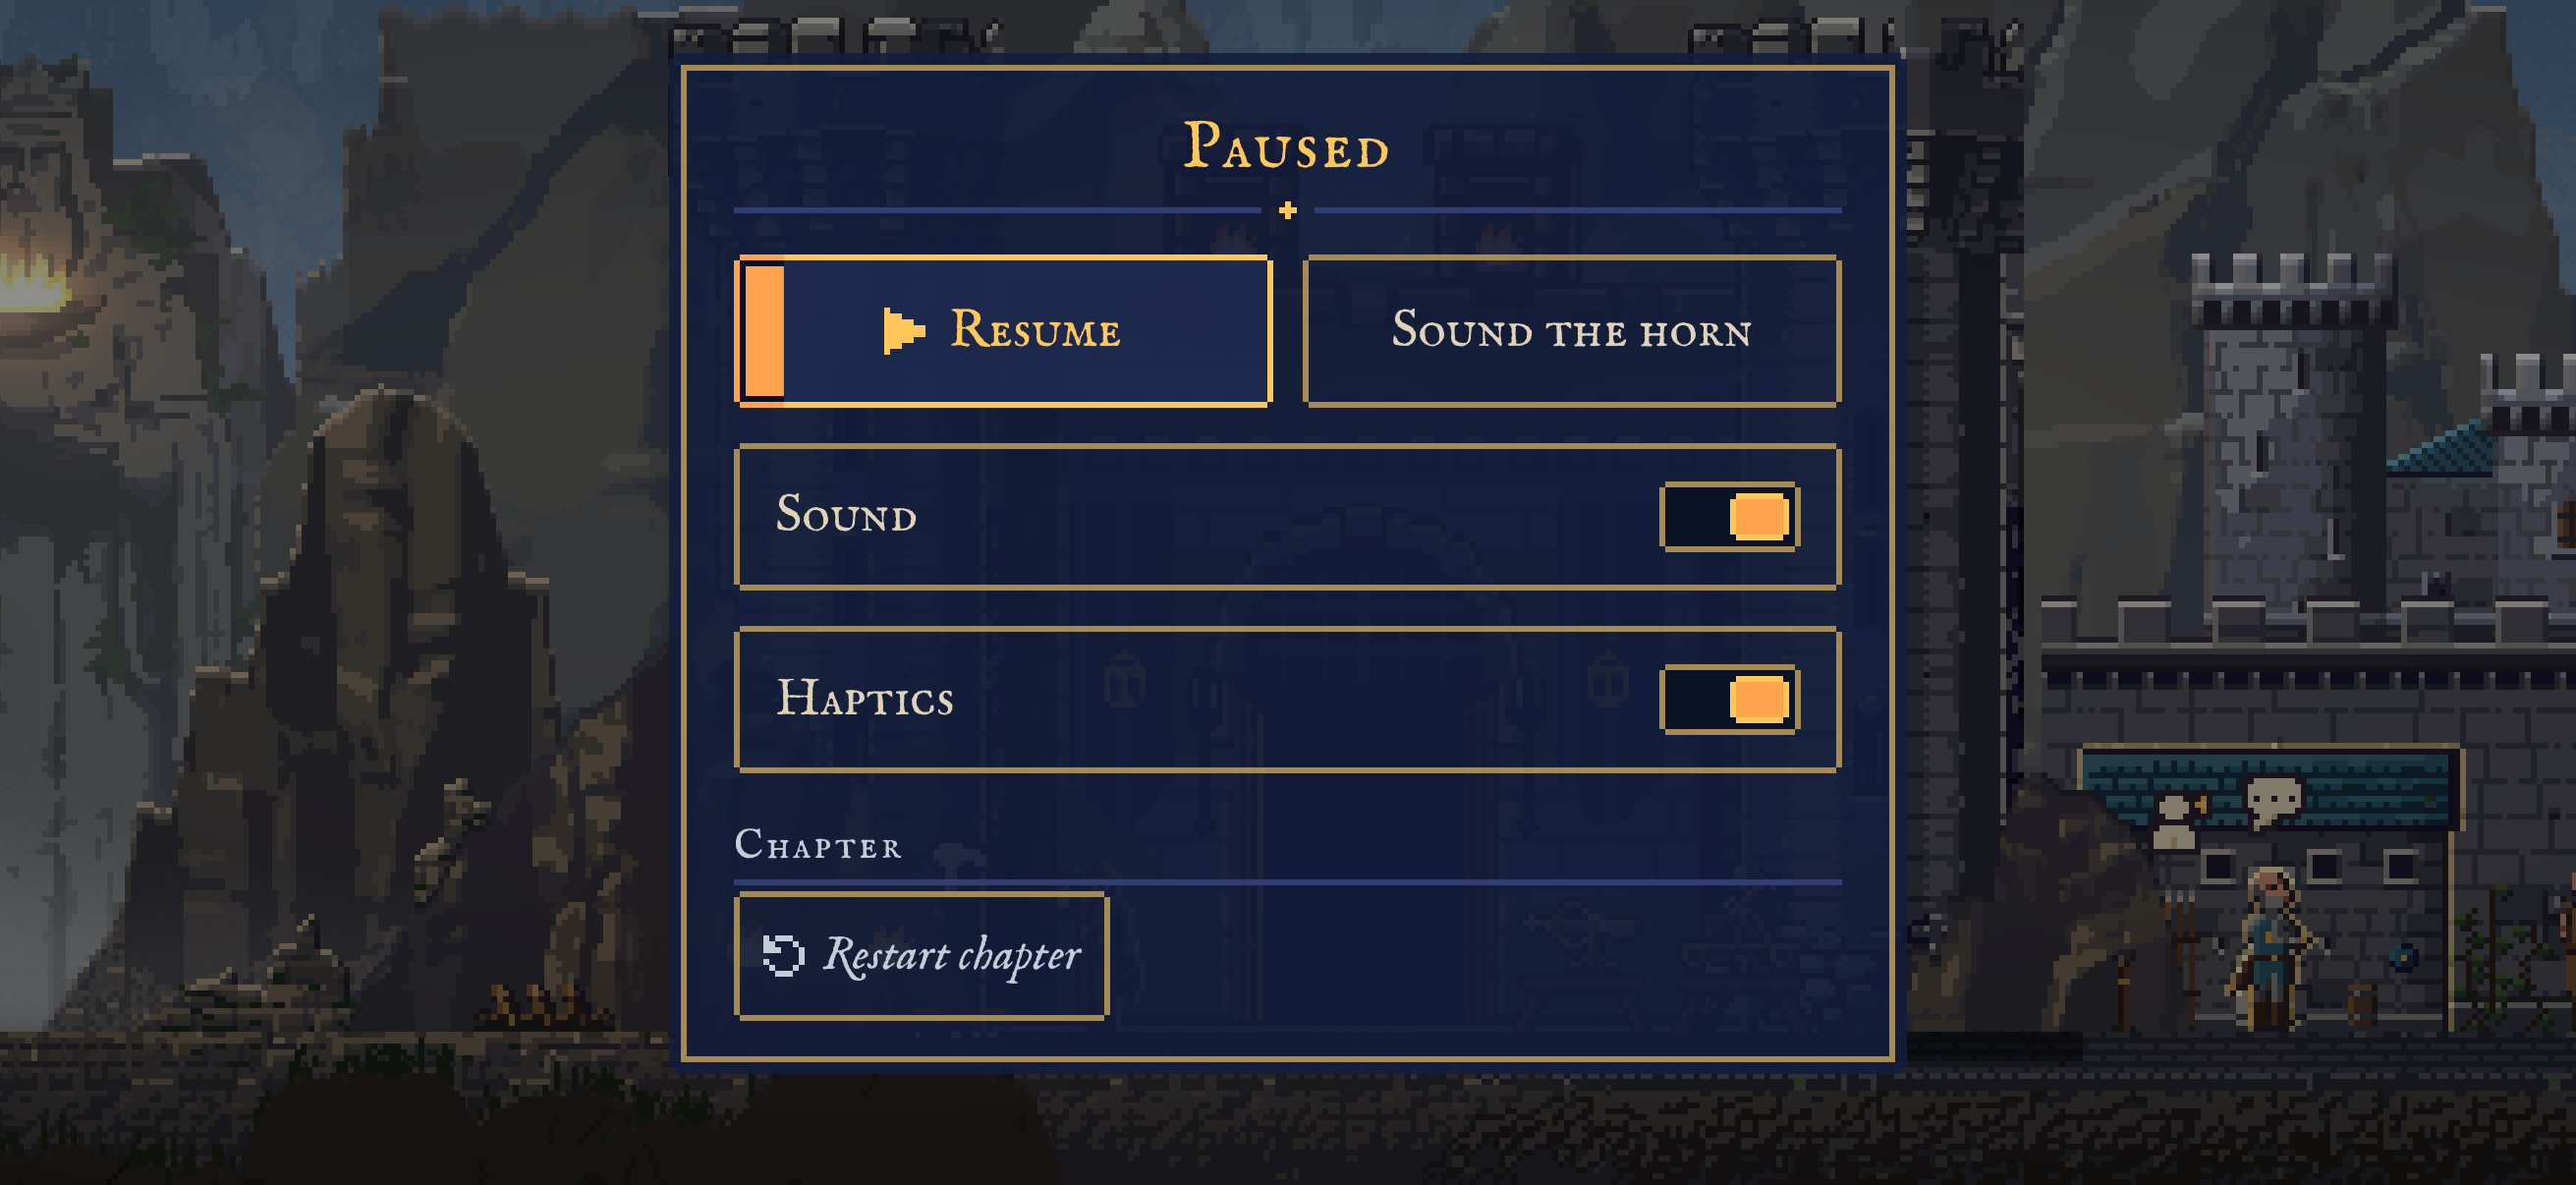 Paused
Resume
Sound the horn
Sound
Haptics
Chapter
Restart chapter